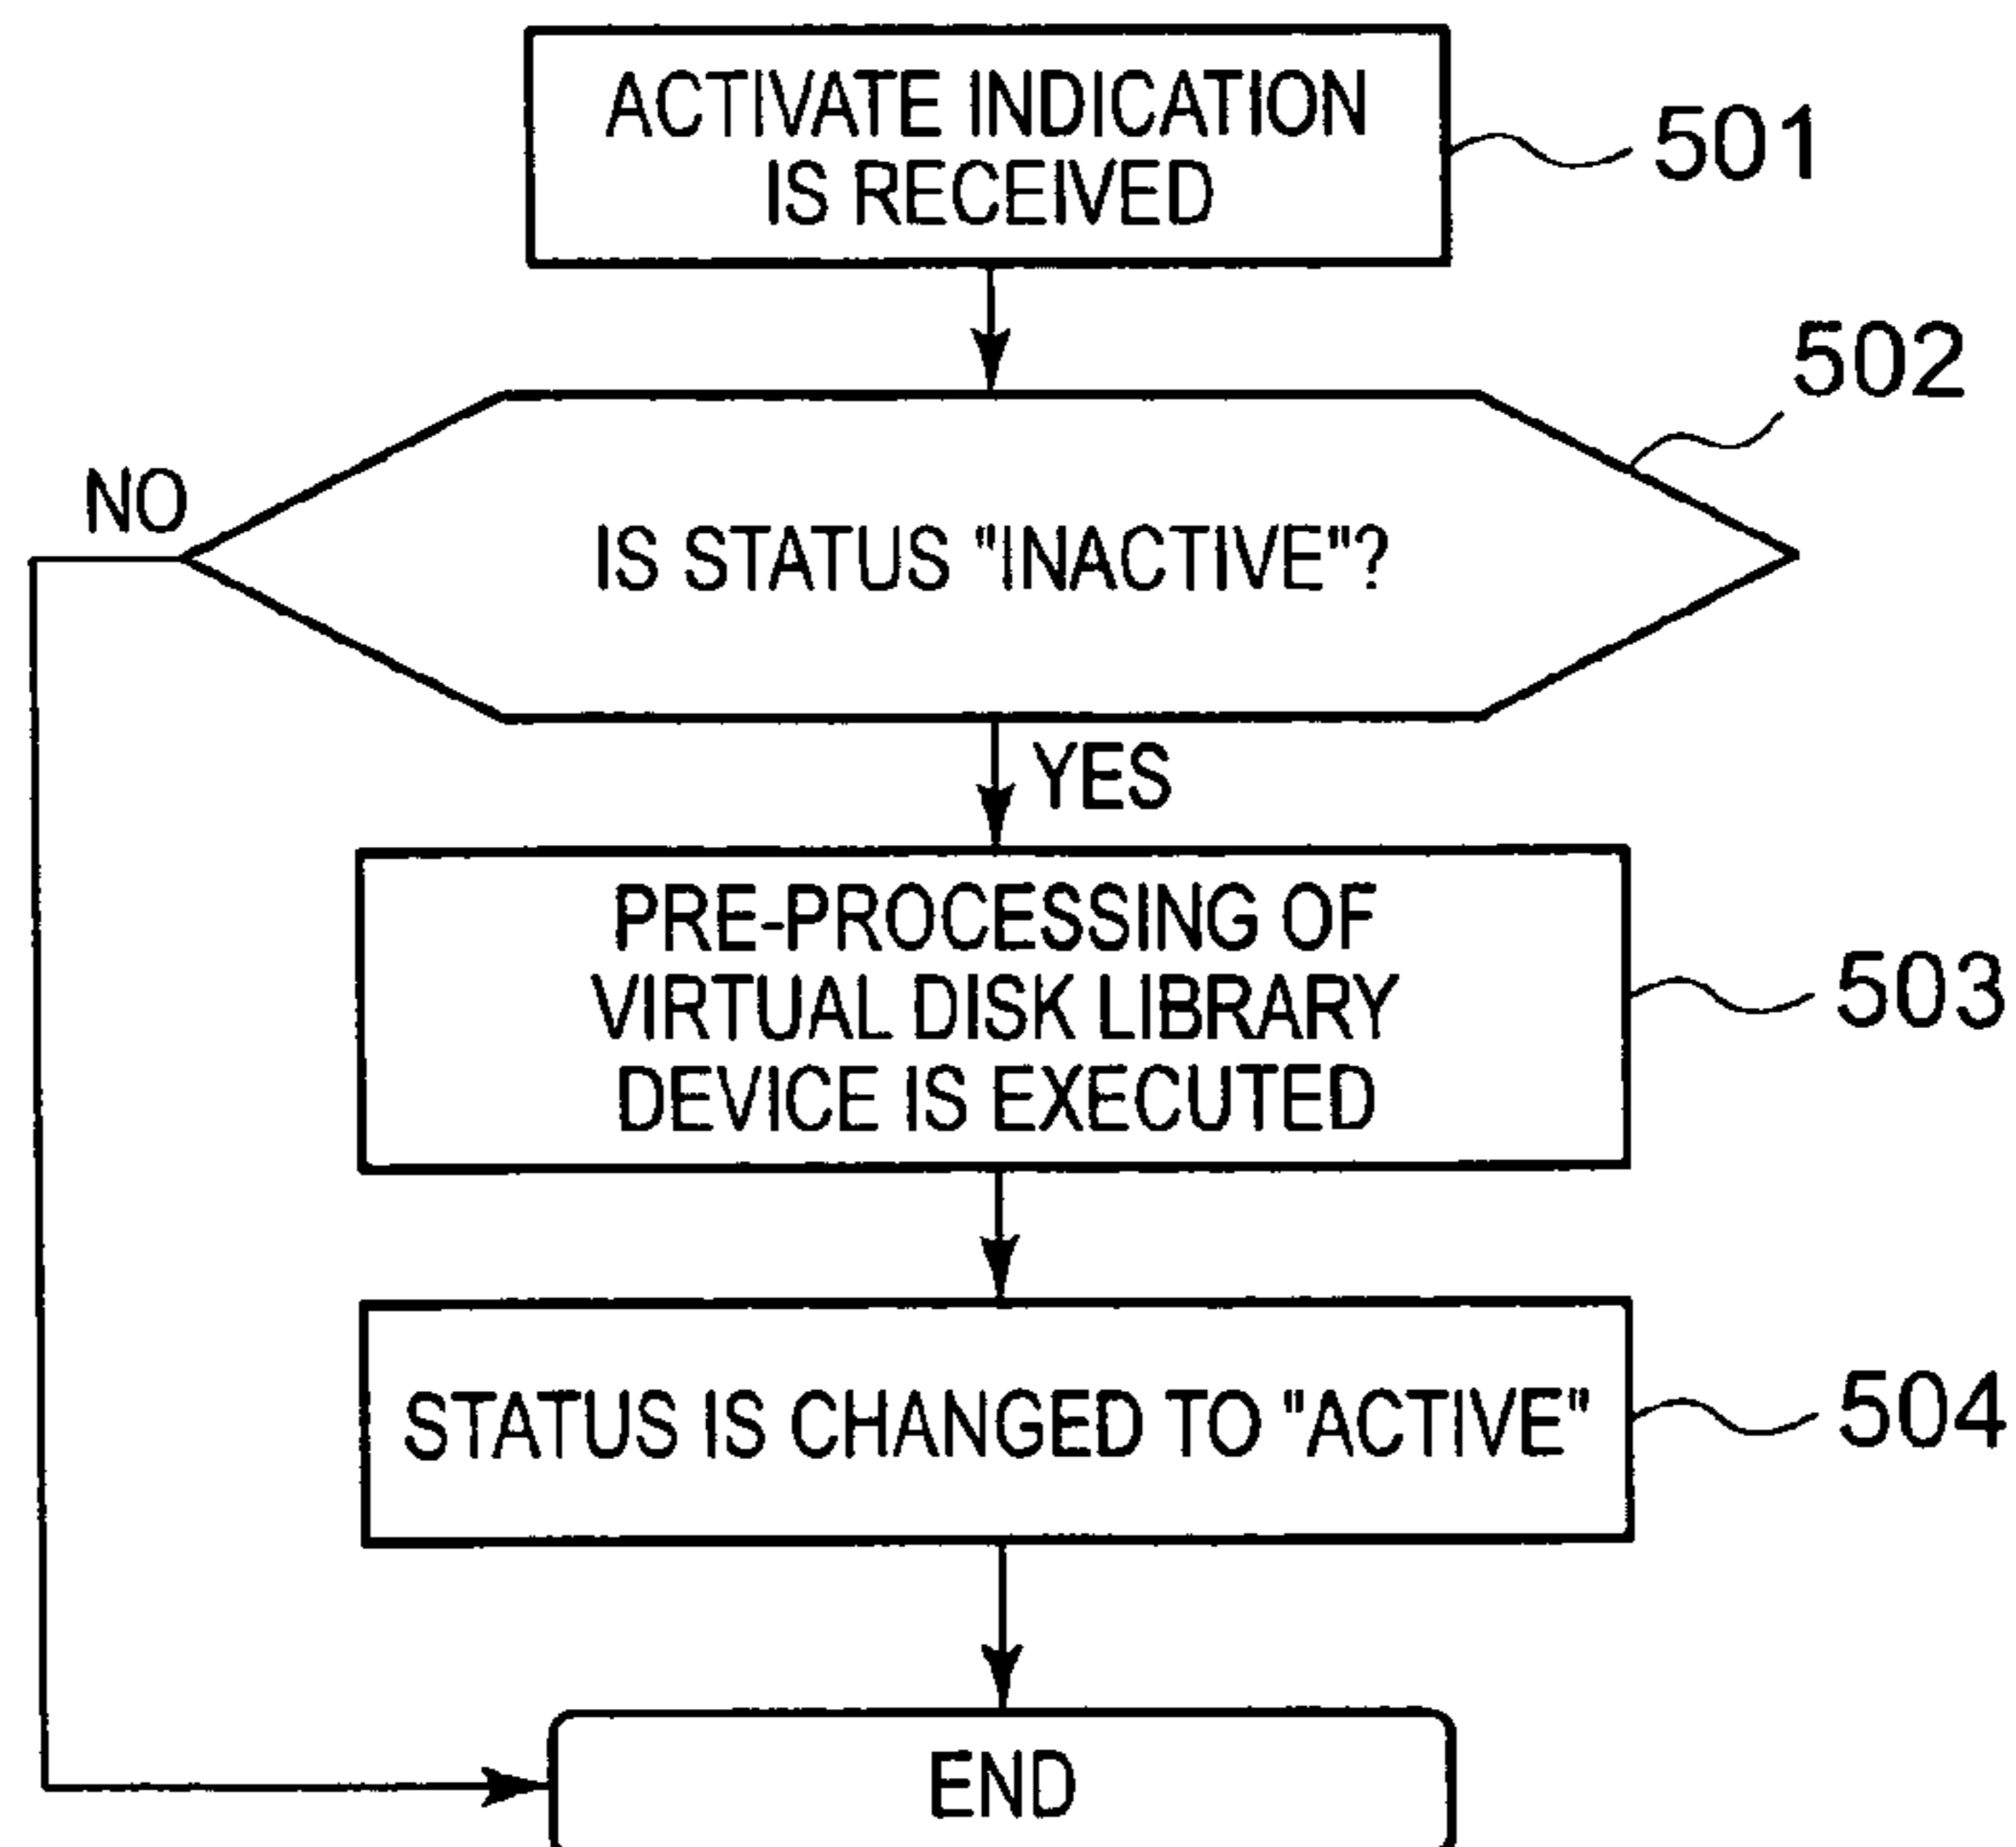 ACTIVATE INDICATION
IS RECEIVED
501
502
NO
IS STATUS "INACTIVE"?
YES
PRE-PROCESSING OF
VIRTUAL DISK LIBRARY
DEVICE IS EXECUTED
503
STATUS IS CHANGED TO "ACTIVE"
504
END